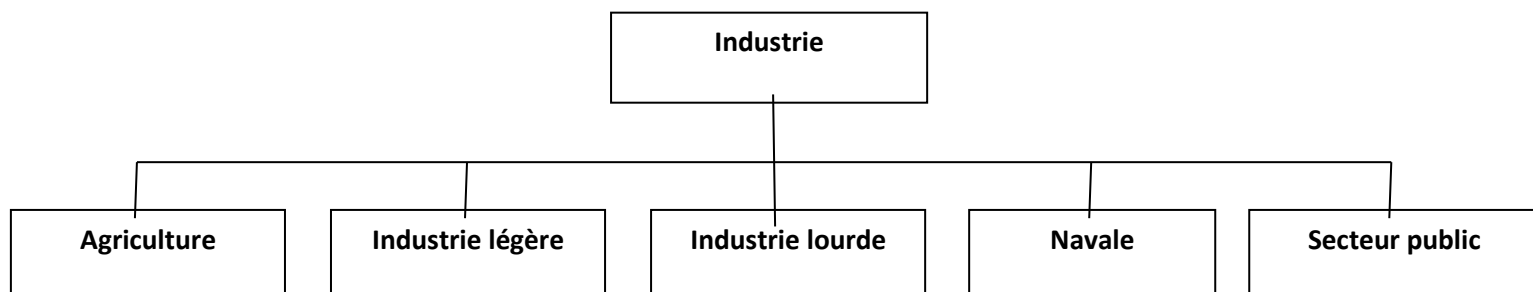 Industrie
Agriculture
Industrie légère
Industrie lourde
Navale
Secteur public